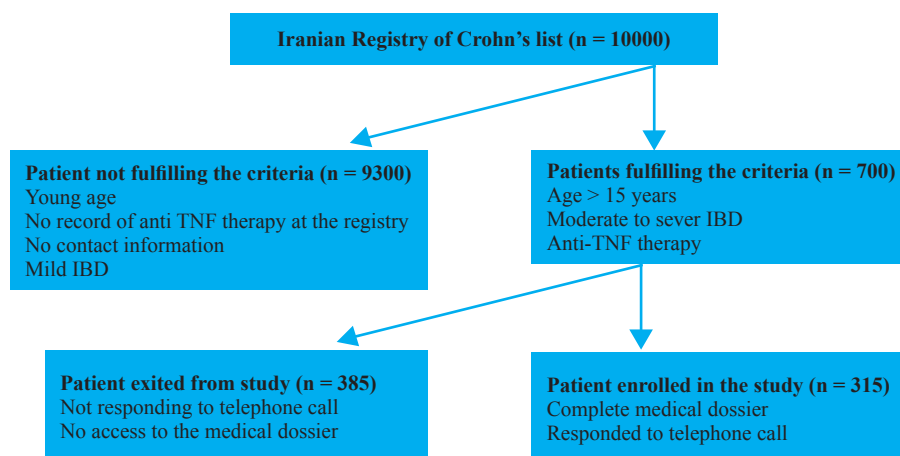 Iranian Registry of Crohn’s list (n = 10000)
Patient not fulfilling the criteria (n = 9300)
Young age
No record of anti TNF therapy at the registry
No contact information
Mild IBD
Patients fulfilling the criteria (n = 700)
Age > 15 years
Moderate to sever IBD
Anti-TNF therapy
Patient exited from study (n = 385)
Not responding to telephone call
No access to the medical dossier
Patient enrolled in the study (n = 315)
Complete medical dossier
Responded to telephone call